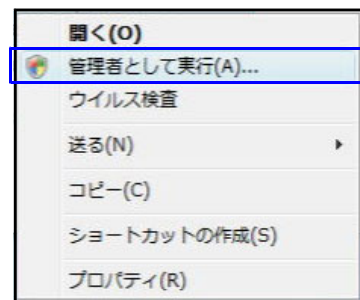 開く(O)
管理者として実行(A)...
ウイルス検査
送る(N)
コピー(C)
ショートカットの作成(S)
プロパティ(R)